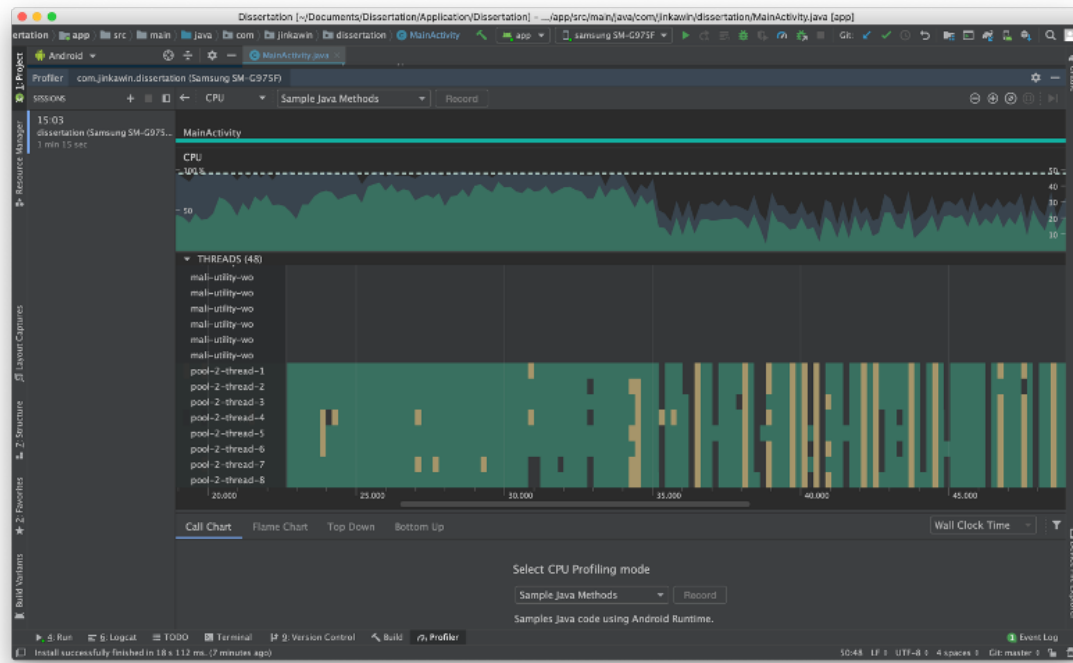 Dissertation [~/Documents/Dissertation/Application/Dissertation] - .../app/src/main/java/com/jinkawin/dissertation/MainActivity.java [app]
ertation app src main java com jinkawin dissertation MainActivity app samsung SM-G975F Git:
1: Project
Android
MainActivity.java
Profiler com.jinkawin.dissertation (Samsung SM-G975F)
SESSIONS CPU Sample Java Methods Record
15:03
dissertation (Samsung SM-G975...
1 min 15 sec
Resource Manager
MainActivity
CPU
100 %
50
50
40
30
20
10
THREADS (48)
mali-utility-wo
mali-utility-wo
mali-utility-wo
mali-utility-wo
mali-utility-wo
mali-utility-wo
pool-2-thread-1
pool-2-thread-2
pool-2-thread-3
pool-2-thread-4
pool-2-thread-5
pool-2-thread-6
pool-2-thread-7
pool-2-thread-8
20.000 25.000 30.000 35.000 40.000 45.000
Layout Captures
7: Structure
2: Favorites
Build Variants
Call Chart Flame Chart Top Down Bottom Up Wall Clock Time
Select CPU Profiling mode
Sample Java Methods Record
Samples Java code using Android Runtime.
4: Run 6: Logcat TODO Terminal 9: Version Control Build Profiler 1 Event Log
Install successfully finished in 18 s 112 ms. (7 minutes ago) 50:48 LF UTF-8 4 spaces Git: master